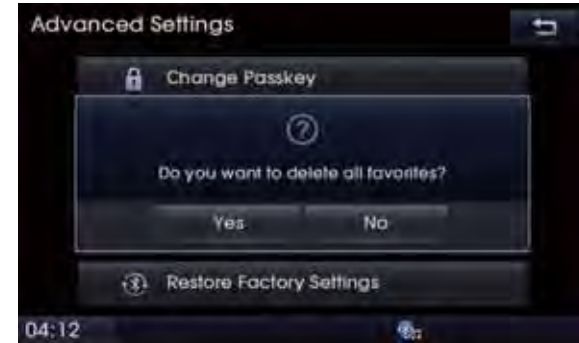 Advanced Settings
Change Passkey
Do you want to delete all favorites?
Yes No
Restore Factory Settings
04:12